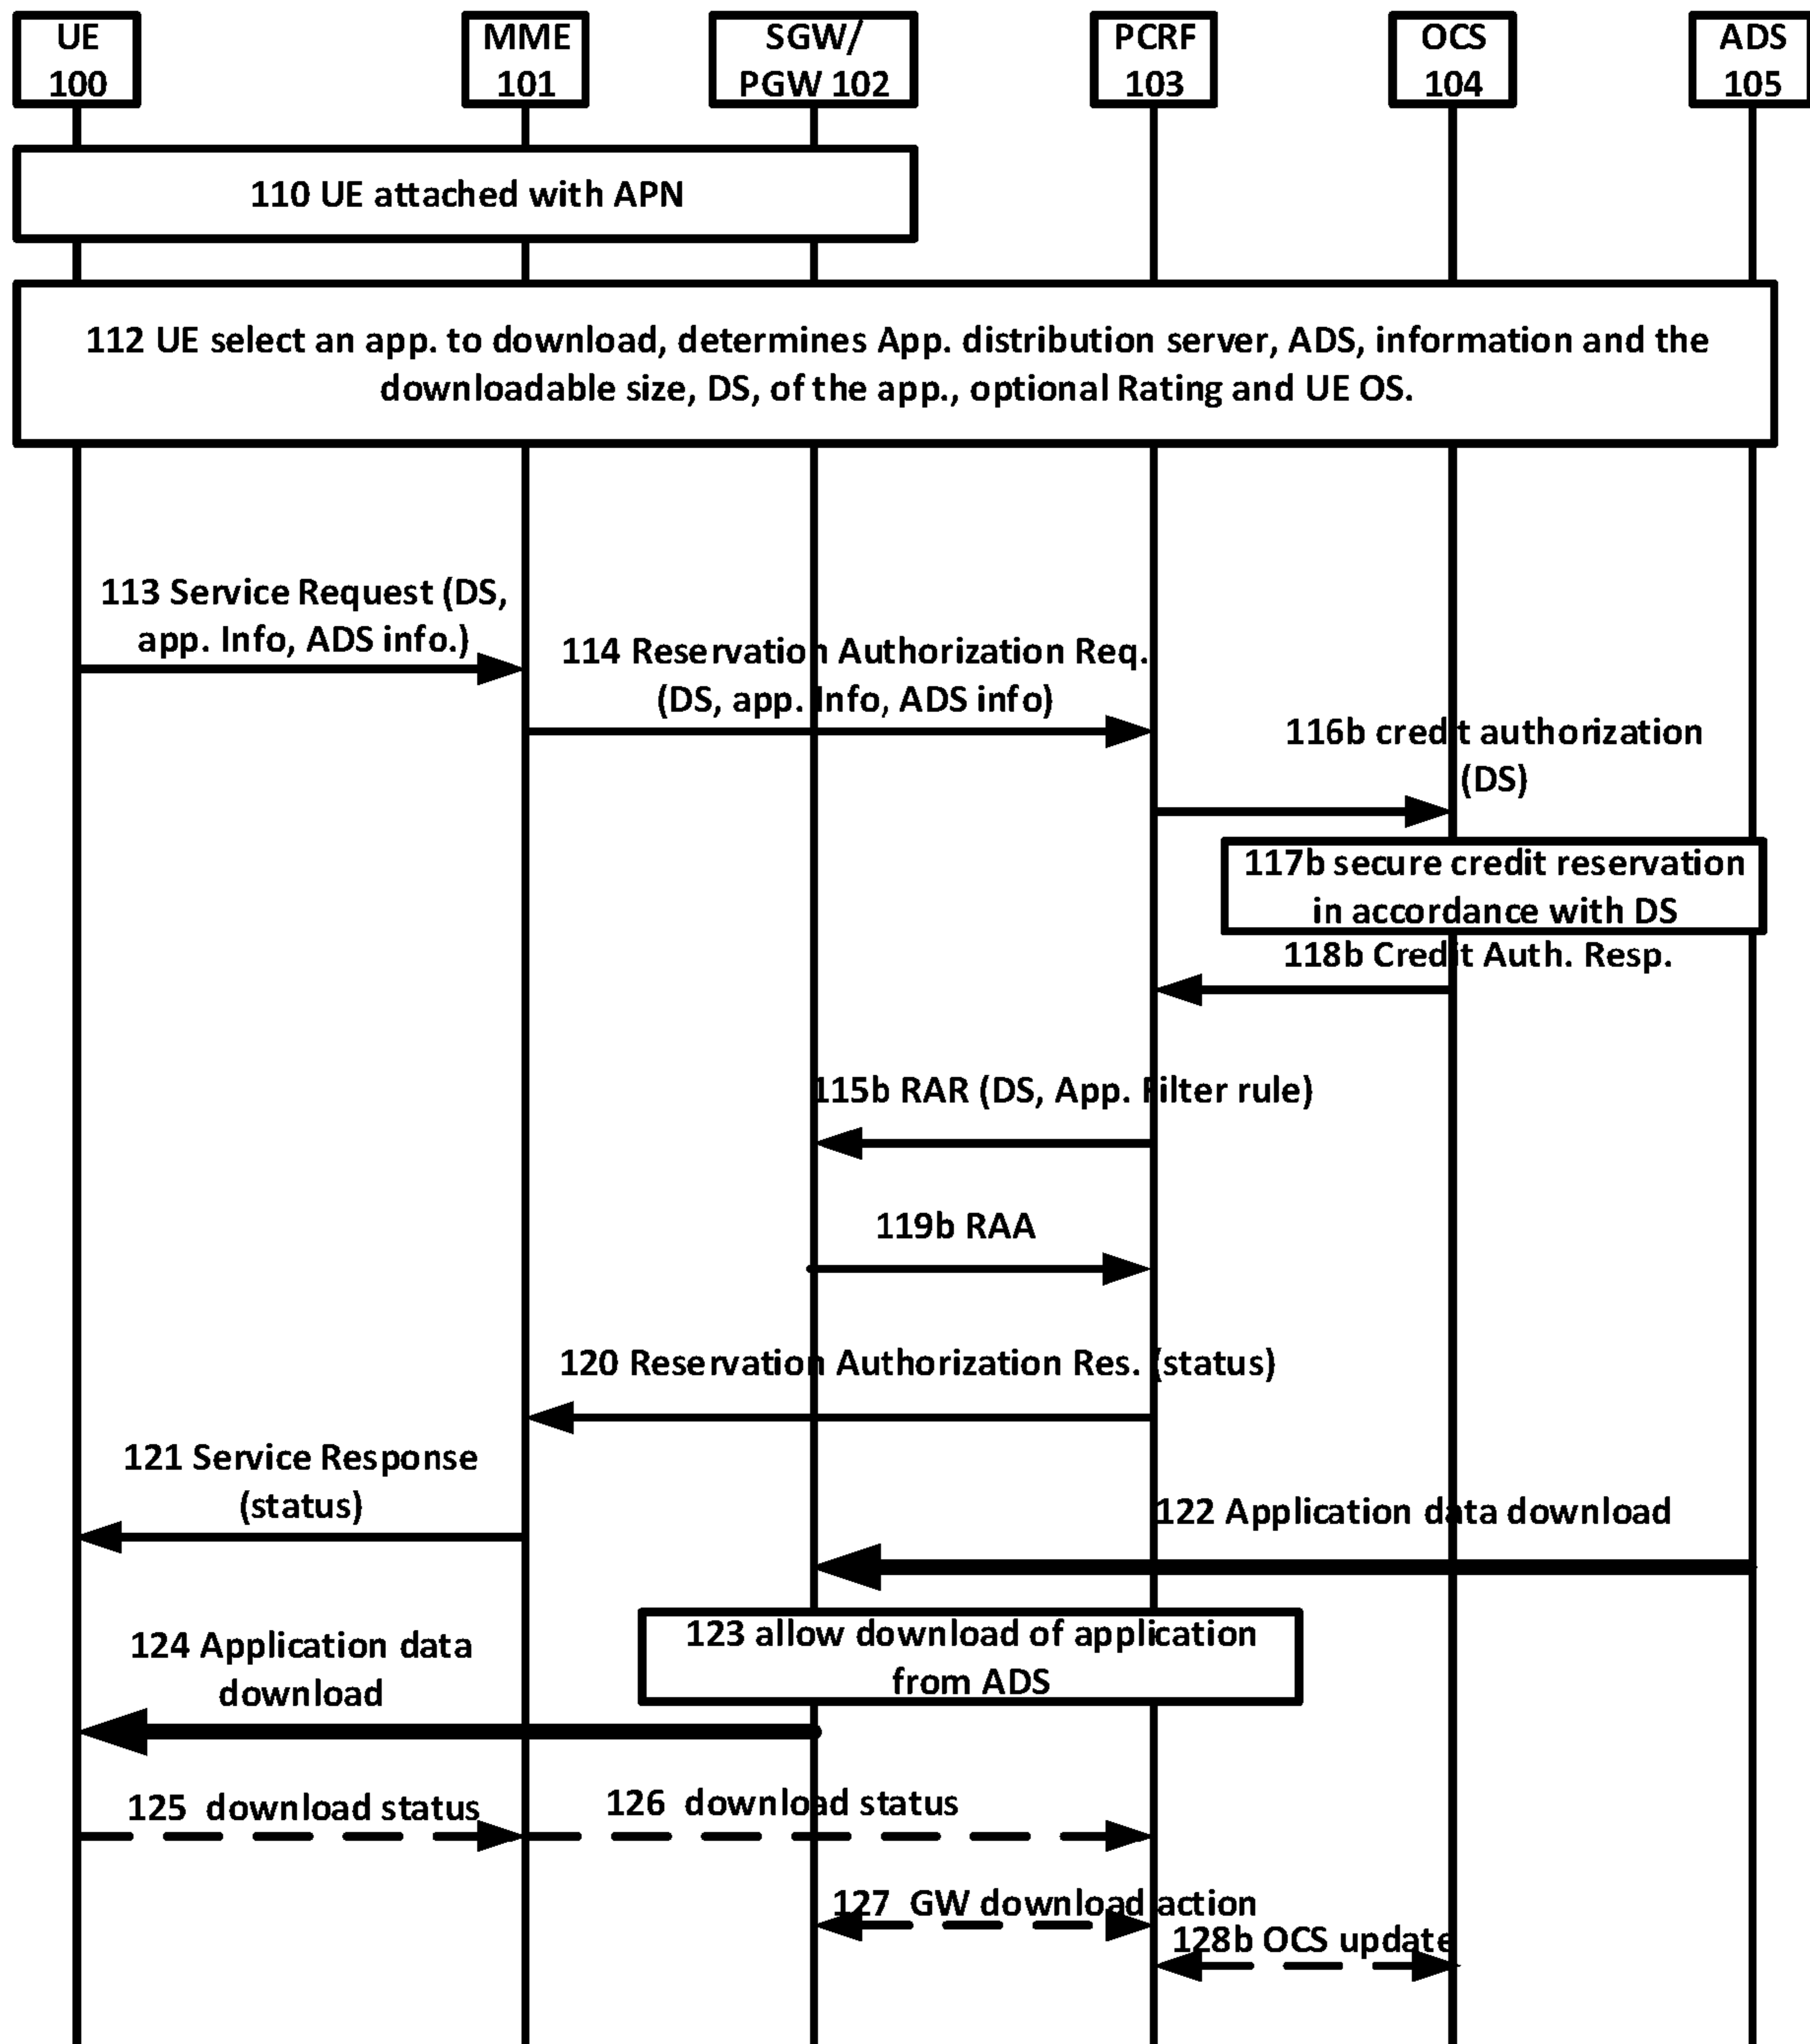 UE
100
MME
101
SGW/
PGW 102
PCRF
103
OCS
104
ADS
105
110 UE attached with APN
112 UE select an app. to download, determines App. distribution server, ADS, information and the
downloadable size, DS, of the app., optional Rating and UE OS.
113 Service Request (DS,
app. Info, ADS info.)
114 Reservation Authorization Req.
(DS, app. Info, ADS info)
116b credit authorization
(DS)
117b secure credit reservation
in accordance with DS
118b Credit Auth. Resp.
115b RAR (DS, App. Filter rule)
119b RAA
120 Reservation Authorization Res. (status)
121 Service Response
(status)
122 Application data download
123 allow download of application
from ADS
124 Application data
download
125 download status
126 download status
127 GW download action
128b OCS update